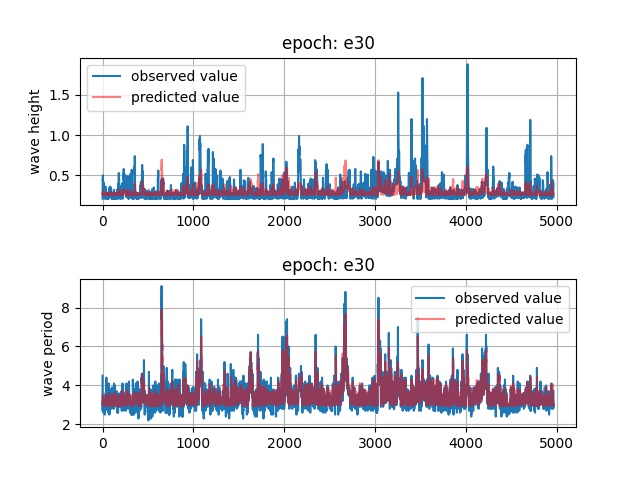 epoch: e30
observed value
predicted value
wave height
1.5
1.0
0.5
0 1000 2000 3000 4000 5000
epoch: e30
observed value
predicted value
wave period
8
6
4
2
0 1000 2000 3000 4000 5000